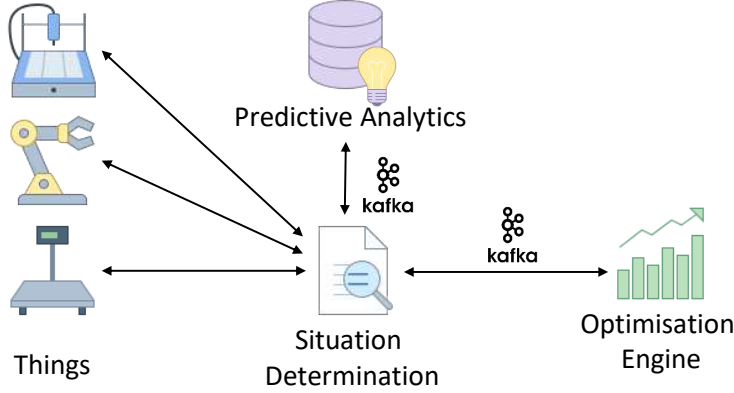 Predictive Analytics
kafka
kafka
Situation
Determination
Optimisation
Engine
Things